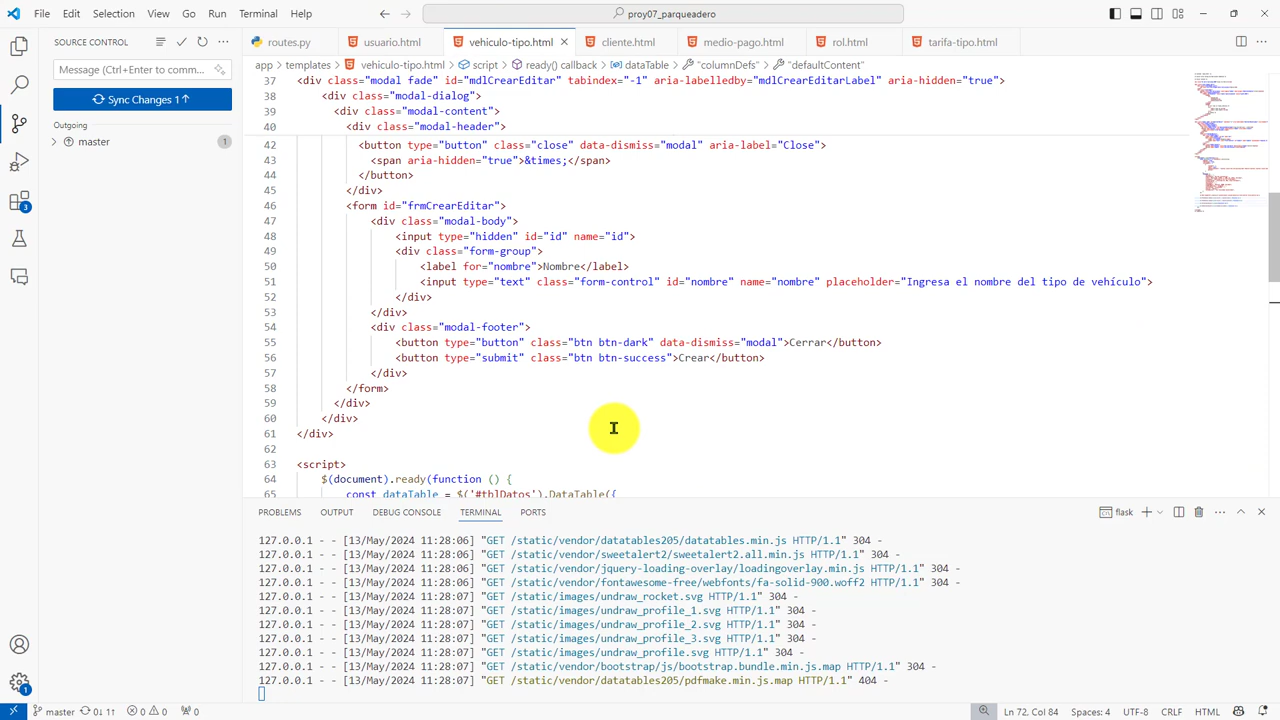 File Edit Selection View Go Run Terminal Help
proy07_parqueadero
SOURCE CONTROL
Message (Ctrl+Enter to comm...
Sync Changes 1↑
Outgoing
master
1
routes.py
usuario.html
vehiculo-tipo.html
cliente.html
medio-pago.html
rol.html
tarifa-tipo.html
app > templates > vehiculo-tipo.html > script > ready() callback > dataTable > "columnDefs" > "defaultContent"
37 <div class="modal fade" id="mdlCrearEditar" tabindex="-1" aria-labelledby="mdlCrearEditarLabel" aria-hidden="true">
38 <div class="modal-dialog">
39 <div class="modal-content">
40 <div class="modal-header">
42 <button type="button" class="close" data-dismiss="modal" aria-label="Close">
43 <span aria-hidden="true">&times;</span>
44 </button>
45 </div>
46 <form id="frmCrearEditar">
47 <div class="modal-body">
48 <input type="hidden" id="id" name="id">
49 <div class="form-group">
50 <label for="nombre">Nombre</label>
51 <input type="text" class="form-control" id="nombre" name="nombre" placeholder="Ingresa el nombre del tipo de vehículo">
52 </div>
53 </div>
54 <div class="modal-footer">
55 <button type="button" class="btn btn-dark" data-dismiss="modal">Cerrar</button>
56 <button type="submit" class="btn btn-success">Crear</button>
57 </div>
58 </form>
59 </div>
60 </div>
61 </div>
62
63 <script>
64 $(document).ready(function () {
65 const dataTable = $('#tblDatos').DataTable({
PROBLEMS OUTPUT DEBUG CONSOLE TERMINAL PORTS
flask
127.0.0.1 - - [13/May/2024 11:28:06] "GET /static/vendor/datatables205/datatables.min.js HTTP/1.1" 304 -
127.0.0.1 - - [13/May/2024 11:28:06] "GET /static/vendor/sweetalert2/sweetalert2.all.min.js HTTP/1.1" 304 -
127.0.0.1 - - [13/May/2024 11:28:06] "GET /static/vendor/jquery-loading-overlay/loadingoverlay.min.js HTTP/1.1" 304 -
127.0.0.1 - - [13/May/2024 11:28:06] "GET /static/vendor/fontawesome-free/webfonts/fa-solid-900.woff2 HTTP/1.1" 304 -
127.0.0.1 - - [13/May/2024 11:28:07] "GET /static/images/undraw_rocket.svg HTTP/1.1" 304 -
127.0.0.1 - - [13/May/2024 11:28:07] "GET /static/images/undraw_profile_1.svg HTTP/1.1" 304 -
127.0.0.1 - - [13/May/2024 11:28:07] "GET /static/images/undraw_profile_2.svg HTTP/1.1" 304 -
127.0.0.1 - - [13/May/2024 11:28:07] "GET /static/images/undraw_profile_3.svg HTTP/1.1" 304 -
127.0.0.1 - - [13/May/2024 11:28:07] "GET /static/images/undraw_profile.svg HTTP/1.1" 304 -
127.0.0.1 - - [13/May/2024 11:28:07] "GET /static/vendor/bootstrap/js/bootstrap.bundle.min.js.map HTTP/1.1" 304 -
127.0.0.1 - - [13/May/2024 11:28:07] "GET /static/vendor/datatables205/pdfmake.min.js.map HTTP/1.1" 404 -
3
1
master 0↓ 1↑ 0 0 0
Ln 72, Col 84 Spaces: 4 UTF-8 CRLF HTML